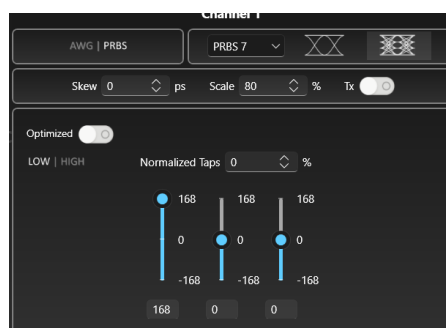 Channel 1
AWG | PRBS PRBS 7
Skew 0 ps Scale 80 % Tx
Optimized
LOW | HIGH Normalized Taps 0 %
168 168 168
0 0 0
-168 -168 -168
168 0 0